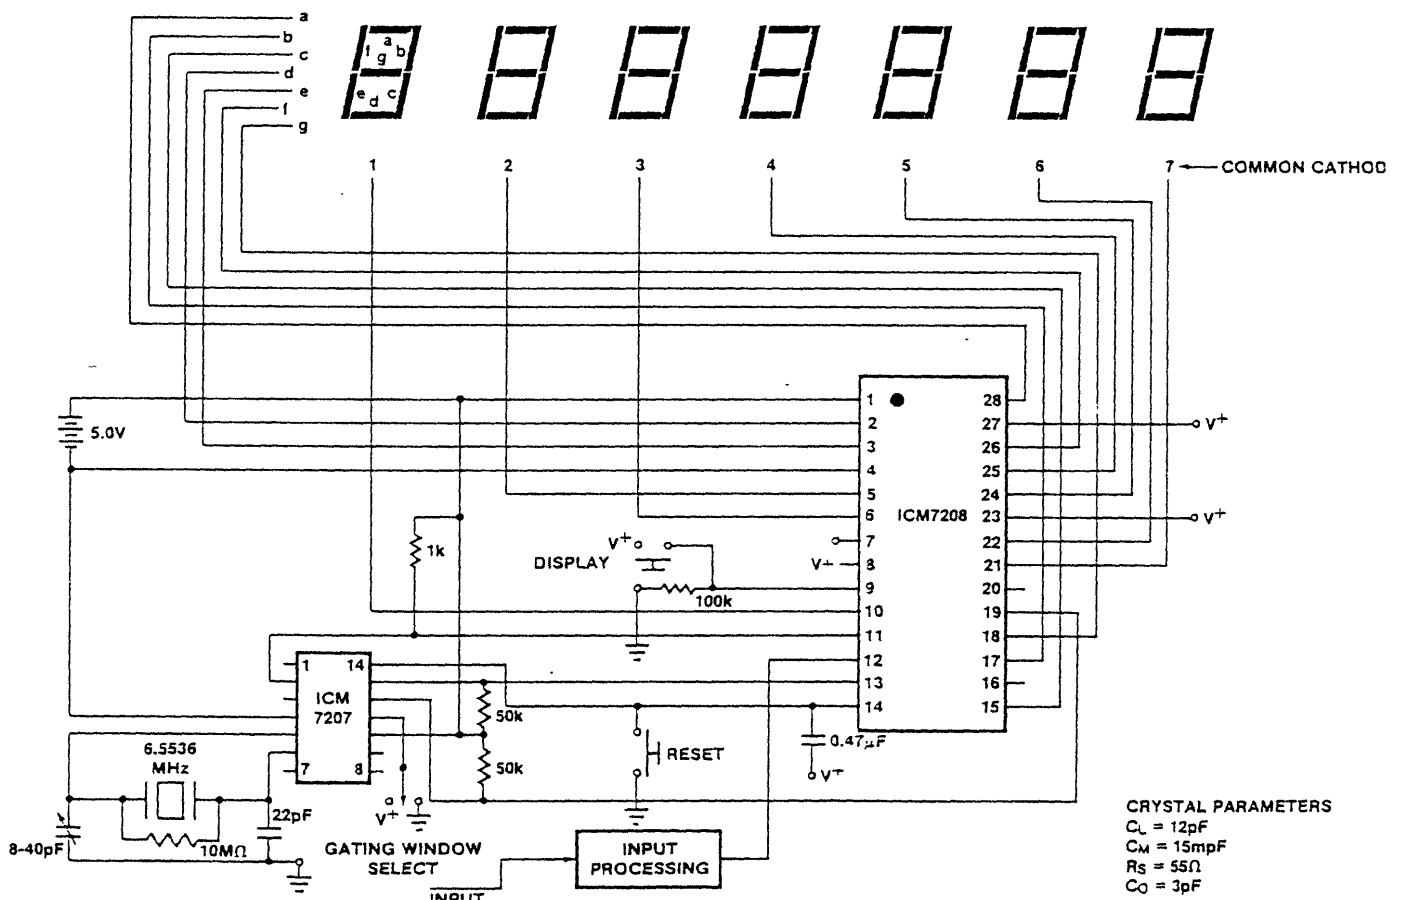 a
b
c
d
e
f
g
a
f b
g
e c
d
1 2 3 4 5 6 7 COMMON CATHOD
5.0V
1 28
2 27 V+
3 26
4 25
5 24
6 ICM7208 23 V+
7 22
V+ 8 21
9 20
10 19
11 18
12 17
13 16
14 15
1k
DISPLAY
V+
100k
1 14
ICM
7207
7 8
50k
50k
RESET
0.47µF
V+
6.5536
MHz
22pF
8-40pF
10MΩ
V+
GATING WINDOW
SELECT
INPUT
INPUT
PROCESSING
CRYSTAL PARAMETERS
CL = 12pF
CM = 15mpF
RS = 55Ω
CO = 3pF